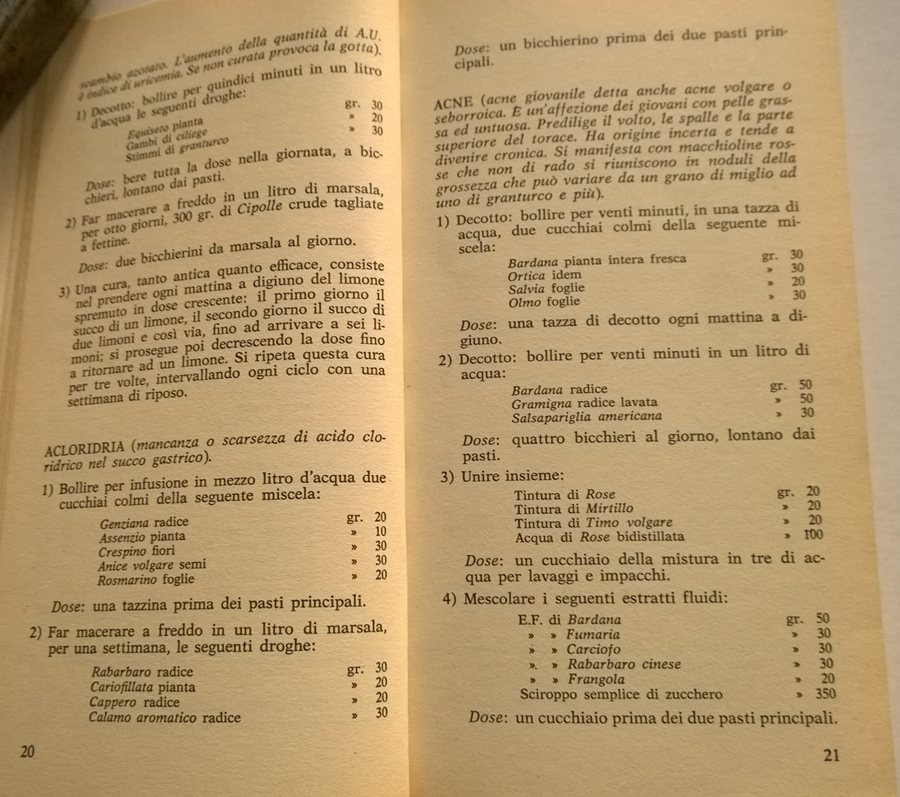 scambio azotato. L'aumento della quantità di A.U.
è indice di uricemia. Se non curata provoca la gotta).
1) Decotto: bollire per quindici minuti in un litro
d'acqua le seguenti droghe:
Equiseto pianta gr. 30
Gambi di ciliege » 20
Stimmi di granturco » 30
Dose: bere tutta la dose nella giornata, a bic-
chieri, lontano dai pasti.
2) Far macerare a freddo in un litro di marsala,
per otto giorni, 300 gr. di Cipolle crude tagliate
a fettine.
Dose: due bicchierini da marsala al giorno.
3) Una cura, tanto antica quanto efficace, consiste
nel prendere ogni mattina a digiuno del limone
spremuto in dose crescente: il primo giorno il
succo di un limone, il secondo giorno il succo di
due limoni e così via, fino ad arrivare a sei li-
moni; si prosegue poi decrescendo la dose fino
a ritornare ad un limone. Si ripeta questa cura
per tre volte, intervallando ogni ciclo con una
settimana di riposo.
ACLORIDRIA (mancanza o scarsezza di acido clo-
ridrico nel succo gastrico).
1) Bollire per infusione in mezzo litro d'acqua due
cucchiai colmi della seguente miscela:
Genziana radice gr. 20
Assenzio pianta » 10
Crespino fiori » 30
Anice volgare semi » 30
Rosmarino foglie » 20
Dose: una tazzina prima dei pasti principali.
2) Far macerare a freddo in un litro di marsala,
per una settimana, le seguenti droghe:
Rabarbaro radice gr. 30
Cariofillata pianta » 20
Cappero radice » 20
Calamo aromatico radice » 30
20
Dose: un bicchierino prima dei due pasti prin-
cipali.
ACNE (acne giovanile detta anche acne volgare o
seborroica. È un'affezione dei giovani con pelle gras-
sa ed untuosa. Predilige il volto, le spalle e la parte
superiore del torace. Ha origine incerta e tende a
divenire cronica. Si manifesta con macchioline ros-
se che non di rado si riuniscono in noduli della
grossezza che può variare da un grano di miglio ad
uno di granturco e più).
1) Decotto: bollire per venti minuti, in una tazza di
acqua, due cucchiai colmi della seguente mi-
scela:
Bardana pianta intera fresca gr. 30
Ortica idem » 30
Salvia foglie » 20
Olmo foglie » 30
Dose: una tazza di decotto ogni mattina a di-
giuno.
2) Decotto: bollire per venti minuti in un litro di
acqua:
Bardana radice gr. 50
Gramigna radice lavata » 50
Salsapariglia americana » 30
Dose: quattro bicchieri al giorno, lontano dai
pasti.
3) Unire insieme:
Tintura di Rose gr. 20
Tintura di Mirtillo » 20
Tintura di Timo volgare » 20
Acqua di Rose bidistillata » 100
Dose: un cucchiaio della mistura in tre di ac-
qua per lavaggi e impacchi.
4) Mescolare i seguenti estratti fluidi:
E.F. di Bardana gr. 50
» » Fumaria » 30
» » Carciofo » 30
» » Rabarbaro cinese » 30
» » Frangola » 20
Sciroppo semplice di zucchero » 350
Dose: un cucchiaio prima dei due pasti principali.
21